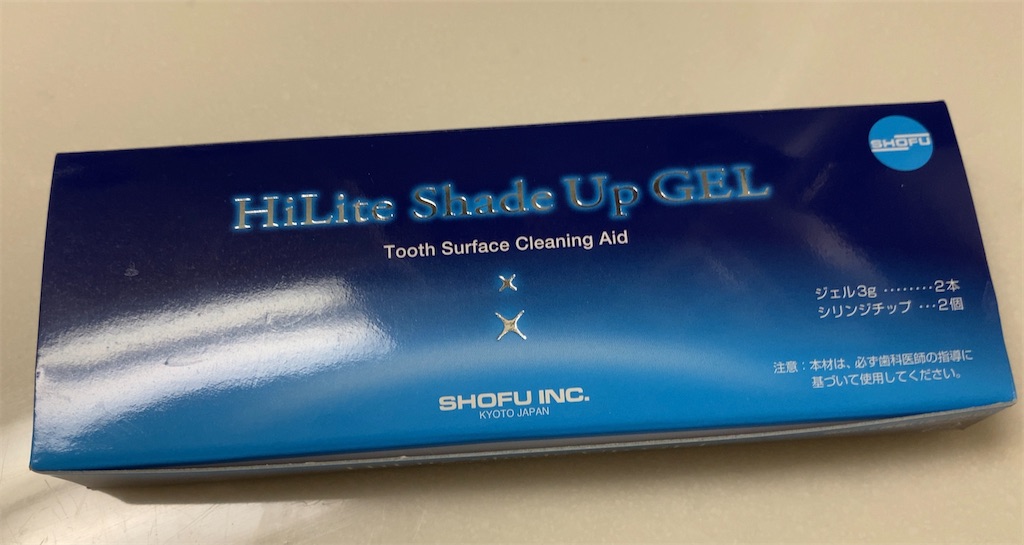 SHOFU
HiLite Shade Up GEL
Tooth Surface Cleaning Aid
ジェル3g ········2本
シリンジチップ ···2個
注意：本材は、必ず歯科医師の指導に
基づいて使用してください。
SHOFU INC.
KYOTO JAPAN